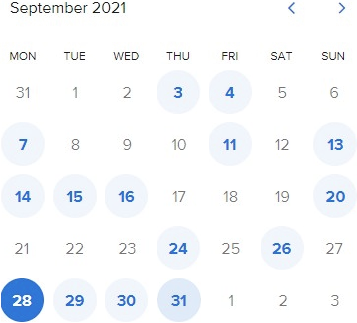 September 2021
MON TUE WED THU FRI SAT SUN
31 1 2 3 4 5 6
7 8 9 10 11 12 13
14 15 16 17 18 19 20
21 22 23 24 25 26 27
28 29 30 31 1 2 3